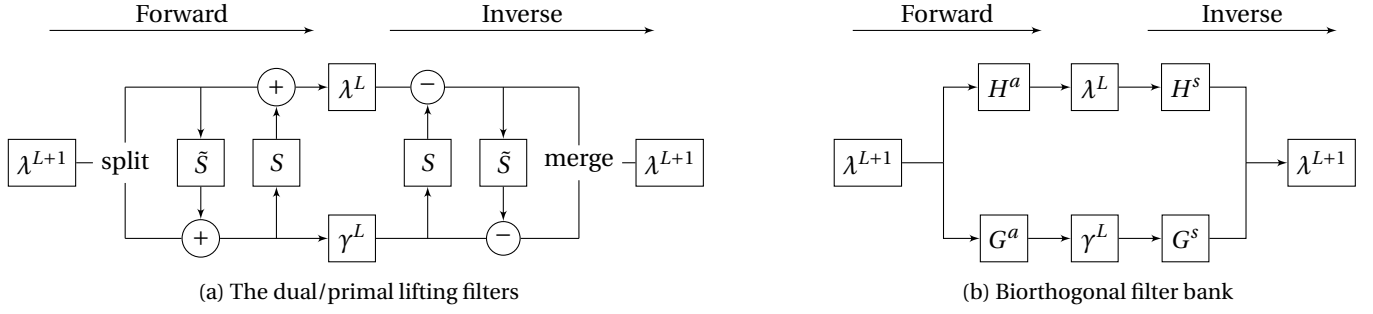 Forward Inverse Forward Inverse
+ λ^L − H^a λ^L H^s
λ^{L+1} split S̃ S S S̃ merge λ^{L+1} λ^{L+1} λ^{L+1}
+ γ^L − G^a γ^L G^s
(a) The dual/primal lifting filters (b) Biorthogonal filter bank